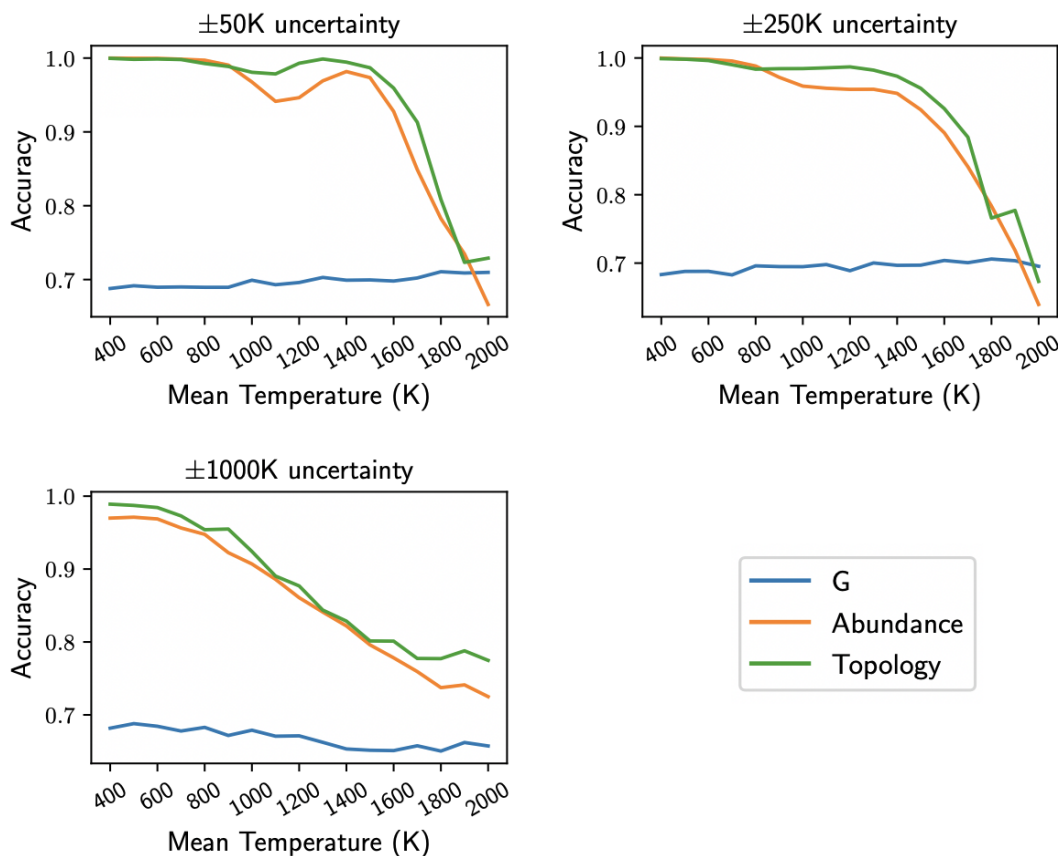 ±50K uncertainty
1.0
0.9
0.8
0.7
Accuracy
400 600 800 1000 1200 1400 1600 1800 2000
Mean Temperature (K)
±250K uncertainty
1.0
0.9
0.8
0.7
Accuracy
400 600 800 1000 1200 1400 1600 1800 2000
Mean Temperature (K)
±1000K uncertainty
1.0
0.9
0.8
0.7
Accuracy
400 600 800 1000 1200 1400 1600 1800 2000
Mean Temperature (K)
G
Abundance
Topology